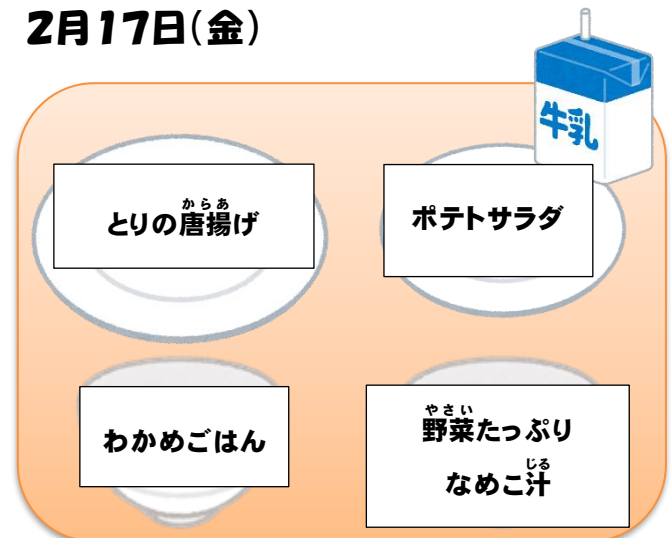 2月17日(金)
牛乳
からあ
とりの唐揚げ
ポテトサラダ
わかめごはん
やさい
野菜たっぷり
じる
なめこ汁